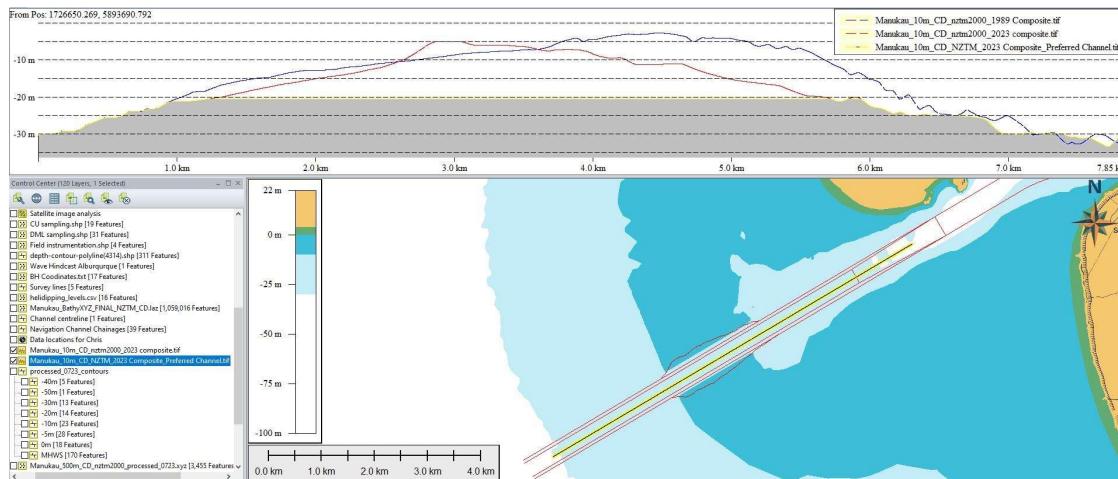 From Pos: 1726650.269, 5893690.792
Manukau_10m_CD_nztm2000_1989 Composite.tif
Manukau_10m_CD_nztm2000_2023 composite.tif
Manukau_10m_CD_NZTM_2023 Composite_Preferred Channel.tif
-10 m
-20 m
-30 m
1.0 km
2.0 km
3.0 km
4.0 km
5.0 km
6.0 km
7.0 km
7.85 k
Control Center (120 Layers, 1 Selected)
Satellite image analysis
CU sampling.shp [19 Features]
DML sampling.shp [31 Features]
Field instrumentation.shp [4 Features]
depth-contour-polyline(4314).shp [311 Features]
Wave Hindcast Alburqurque [1 Features]
BH Coodinates.txt [17 Features]
Survey lines [5 Features]
helidipping_levels.csv [16 Features]
Manukau_BathyXYZ_FINAL_NZTM_CD.laz [1,059,016 Features]
Channel centreline [1 Features]
Navigation Channel Chainages [39 Features]
Data locations for Chris
Manukau_10m_CD_nztm2000_2023 composite.tif
Manukau_10m_CD_NZTM_2023 Composite_Preferred Channel.tif
processed_0723_contours
-40m [5 Features]
-50m [1 Features]
-30m [13 Features]
-20m [14 Features]
-10m [23 Features]
-5m [28 Features]
0m [18 Features]
MHWS [170 Features]
Manukau_500m_CD_nztm2000_processed_0723.xyz [3,455 Features
22 m
0 m
-25 m
-50 m
-75 m
-100 m
0.0 km
1.0 km
2.0 km
3.0 km
4.0 km
N
S